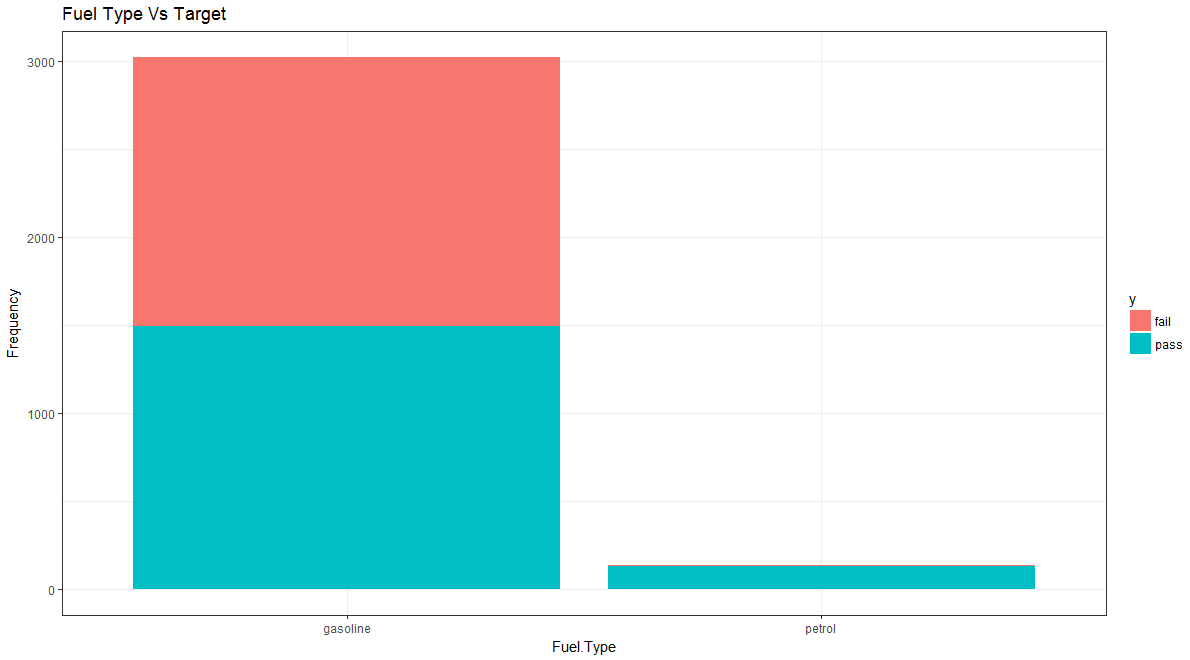 Fuel Type Vs Target
3000
2000
1000
0
Frequency
gasoline
petrol
Fuel.Type
y
fail
pass